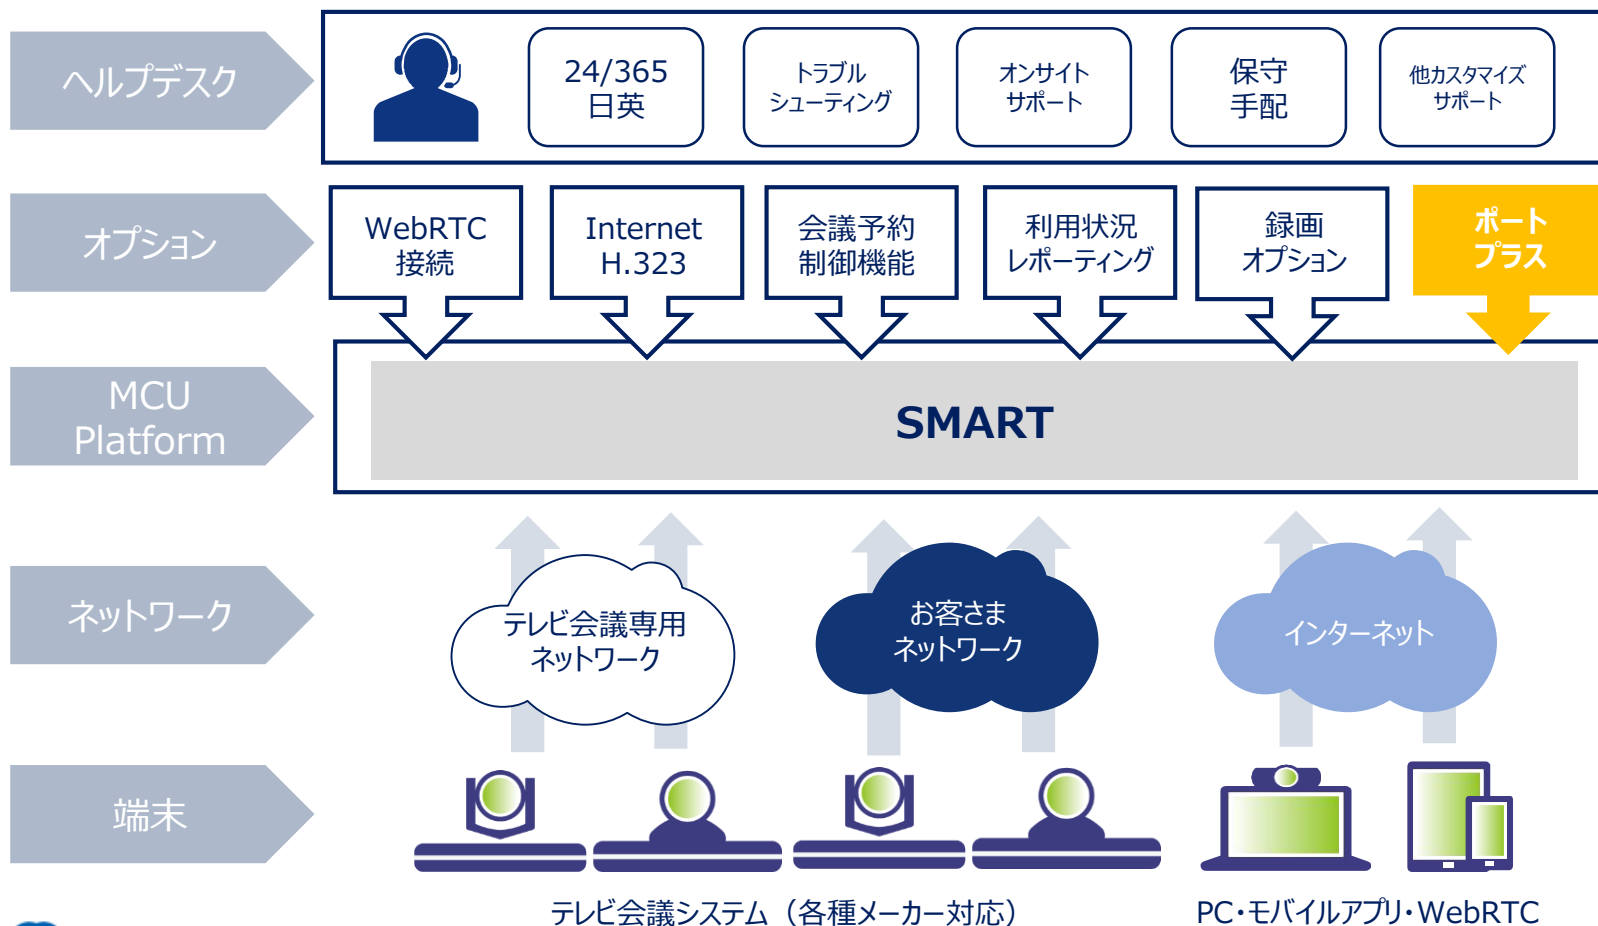 ヘルプデスク
24/365
日英
トラブル
シューティング
オンサイト
サポート
保守
手配
他カスタマイズ
サポート
オプション
WebRTC
接続
Internet
H.323
会議予約
制御機能
利用状況
レポーティング
録画
オプション
ポート
プラス
MCU
Platform
SMART
ネットワーク
テレビ会議専用
ネットワーク
お客さま
ネットワーク
インターネット
端末
テレビ会議システム（各種メーカー対応）
PC・モバイルアプリ・WebRTC